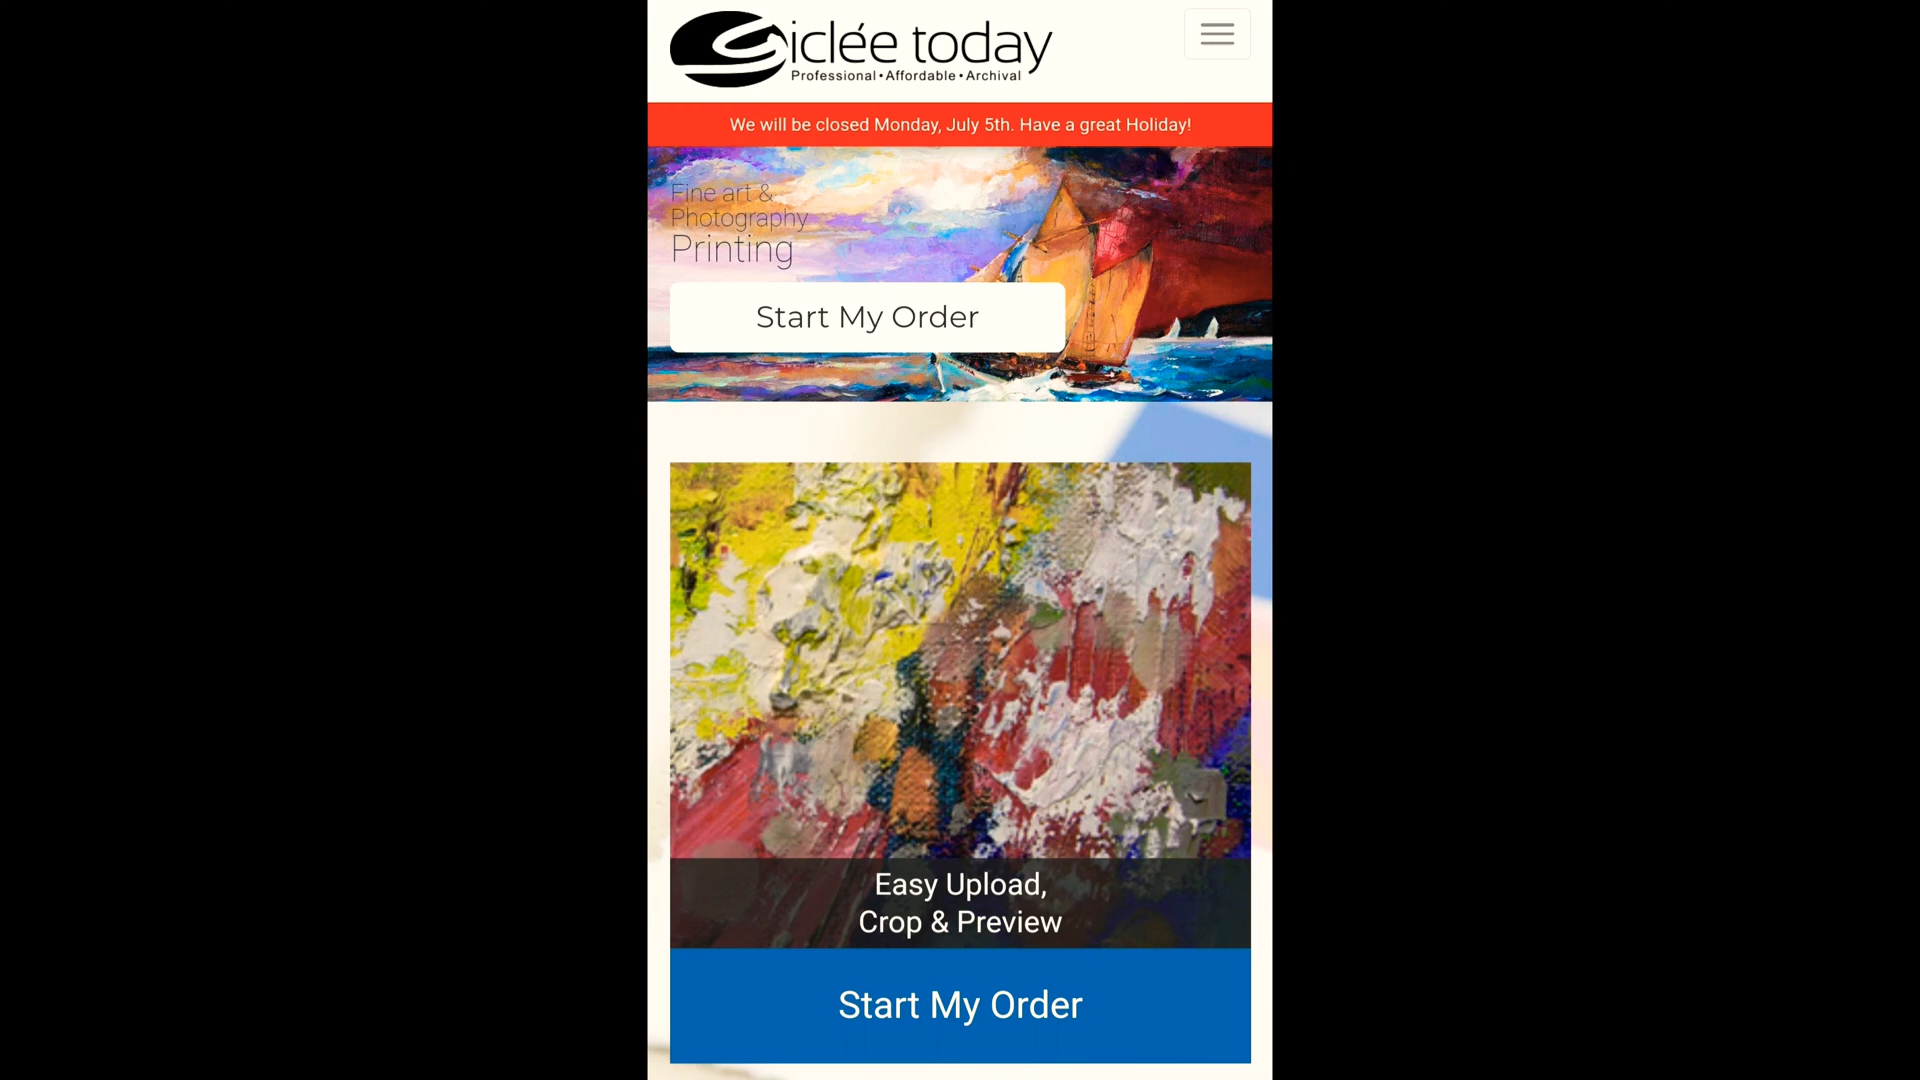 giclée today
Professional•Affordable•Archival
We will be closed Monday, July 5th. Have a great Holiday!
Fine art &
Photography
Printing
Start My Order
Easy Upload,
Crop & Preview
Start My Order